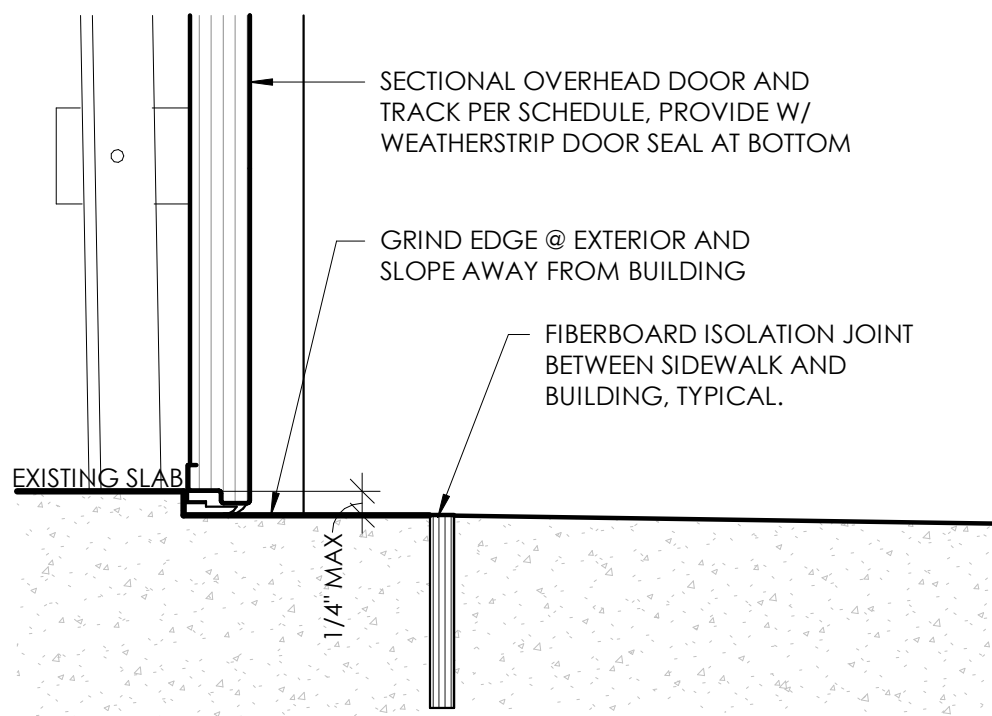 SECTIONAL OVERHEAD DOOR AND
TRACK PER SCHEDULE, PROVIDE W/
WEATHERSTRIP DOOR SEAL AT BOTTOM
GRIND EDGE @ EXTERIOR AND
SLOPE AWAY FROM BUILDING
FIBERBOARD ISOLATION JOINT
BETWEEN SIDEWALK AND
BUILDING, TYPICAL.
EXISTING SLAB
1/4" MAX